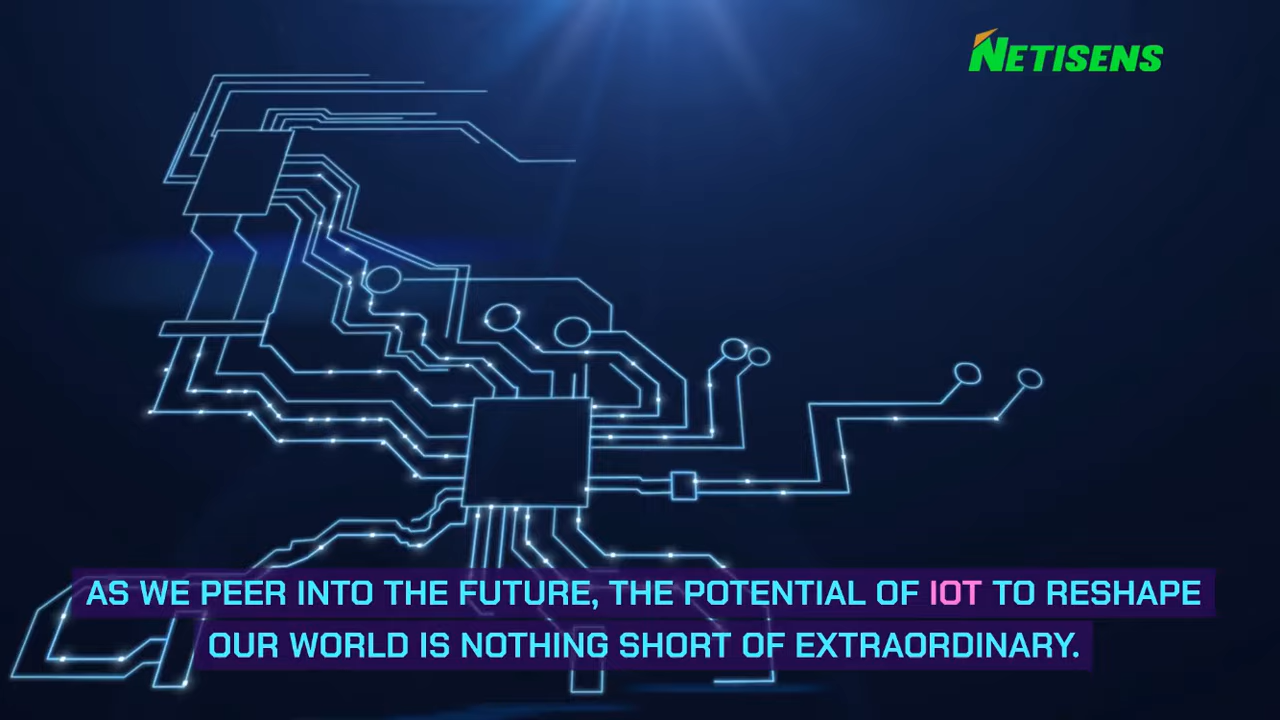 NETISENS
AS WE PEER INTO THE FUTURE, THE POTENTIAL OF IOT TO RESHAPE
OUR WORLD IS NOTHING SHORT OF EXTRAORDINARY.